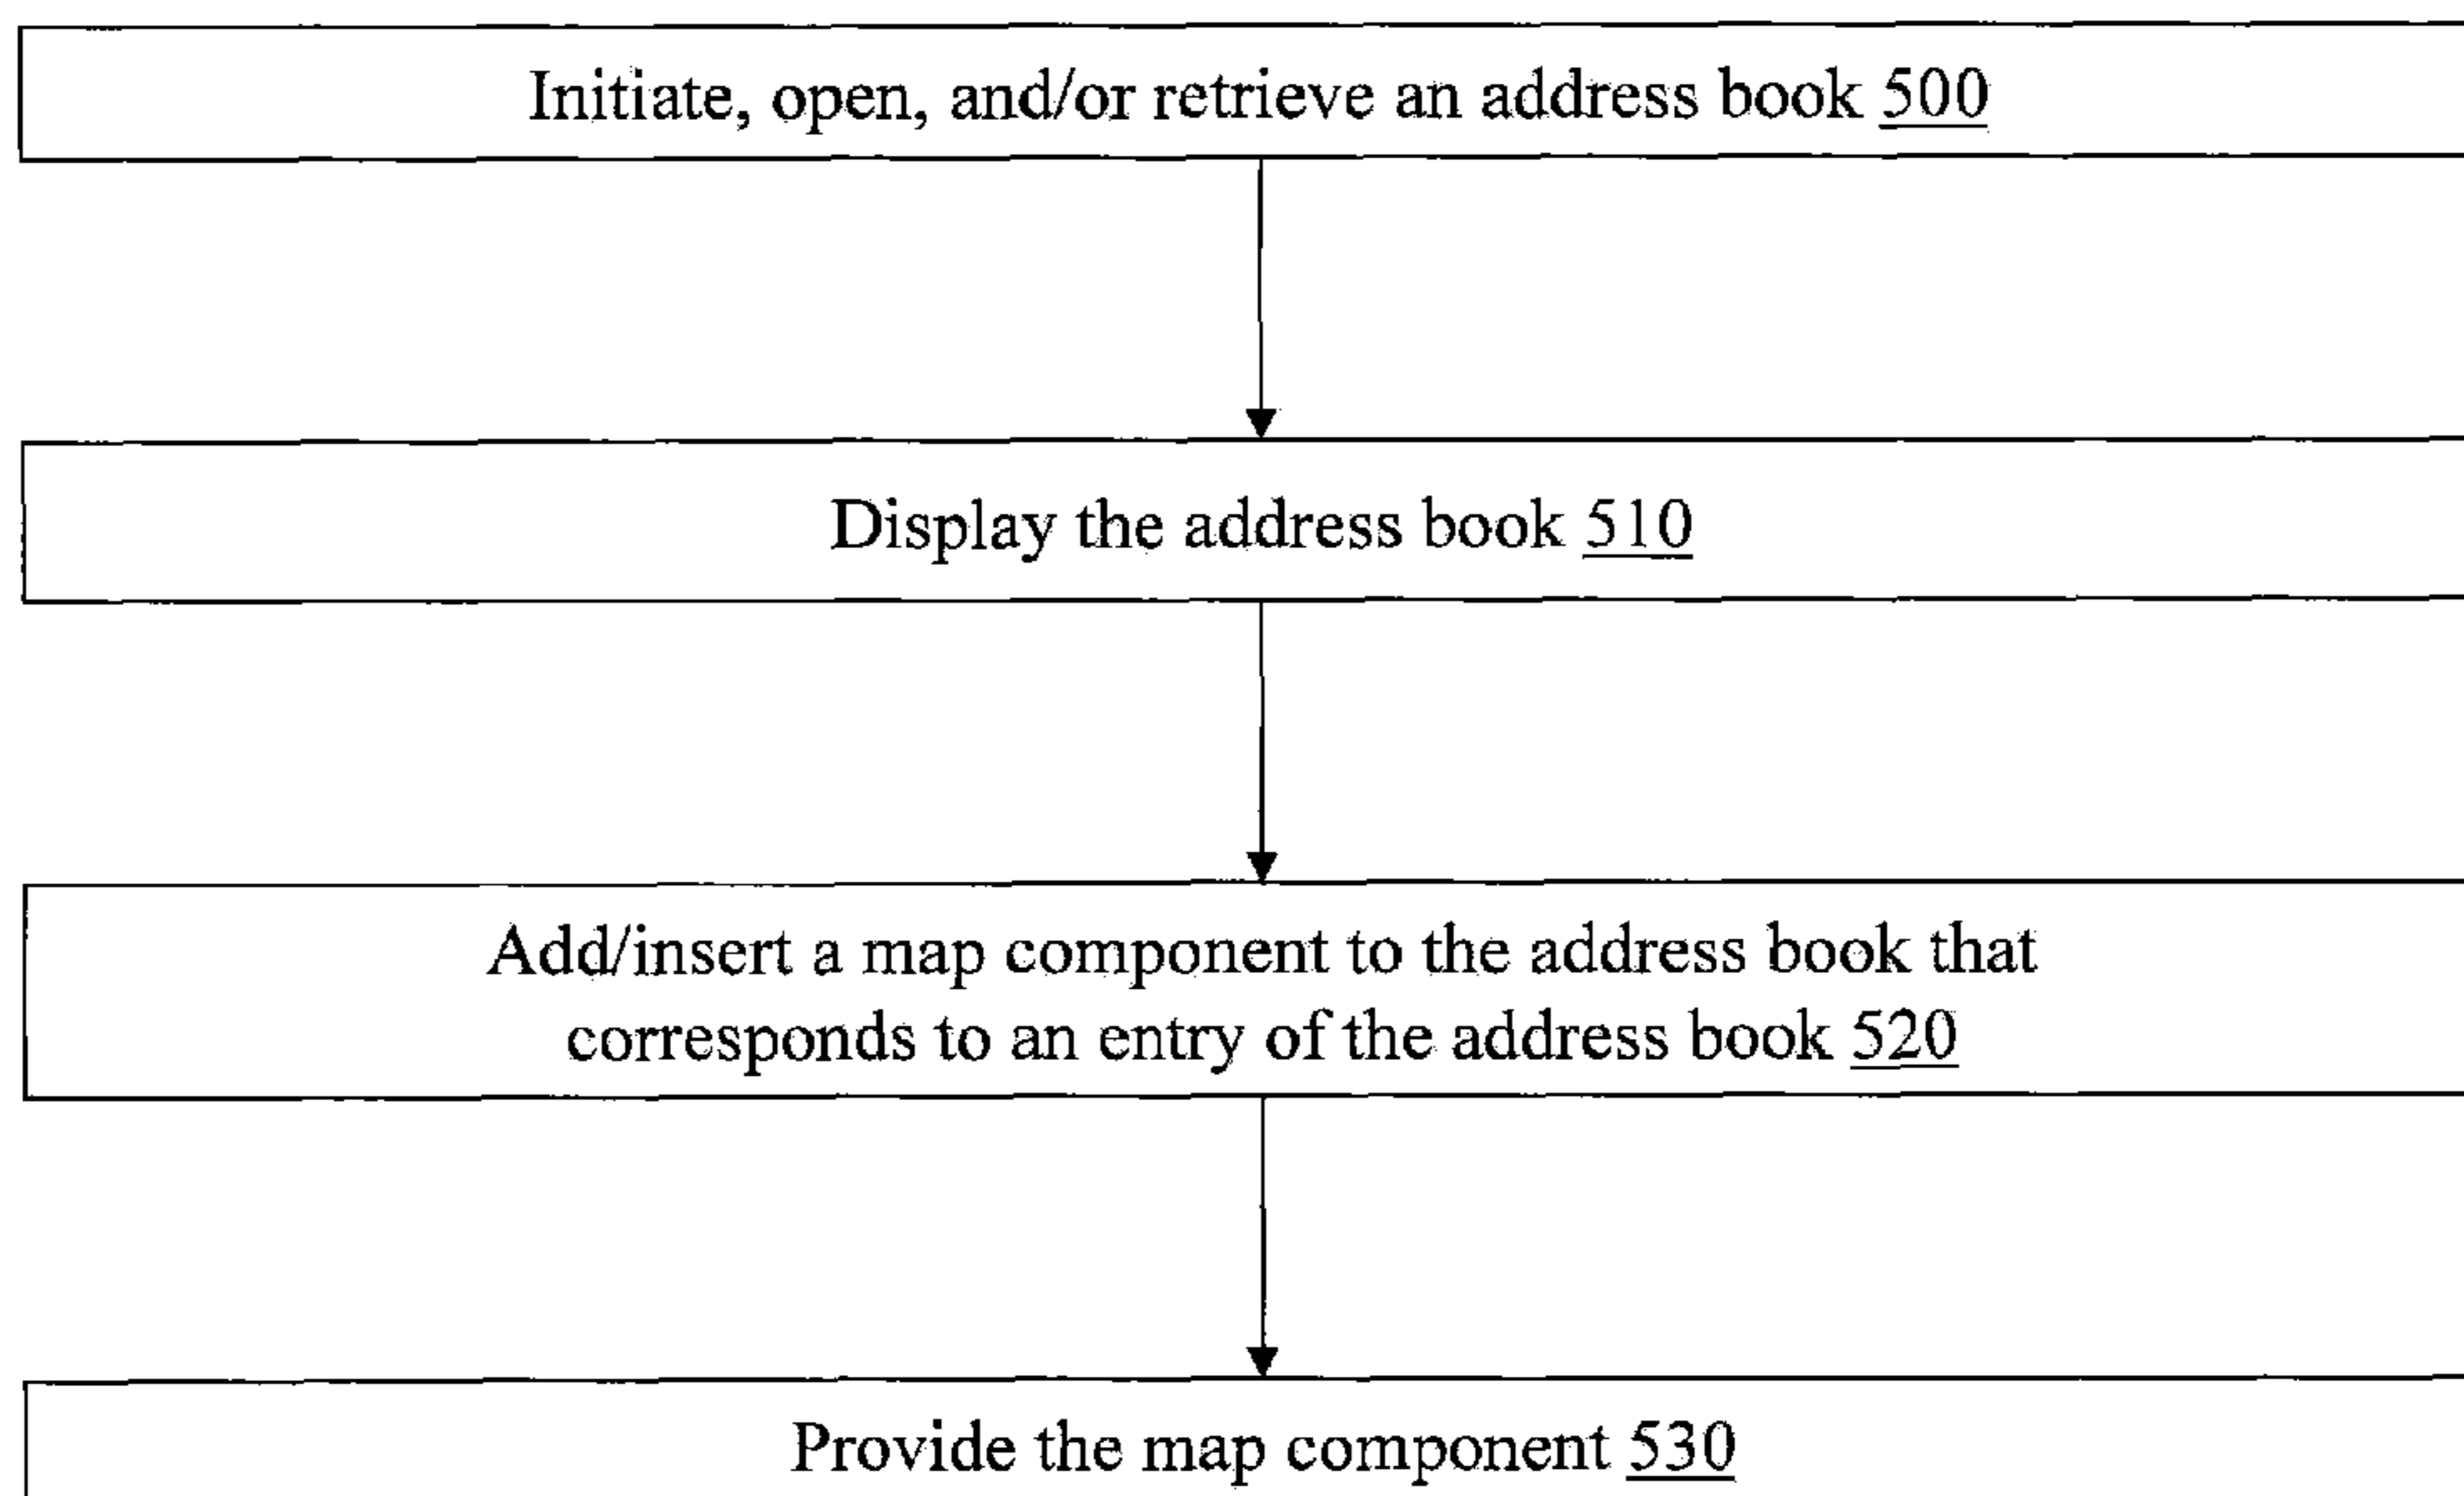 Initiate, open, and/or retrieve an address book 500
Display the address book 510
Add/insert a map component to the address book that
corresponds to an entry of the address book 520
Provide the map component 530